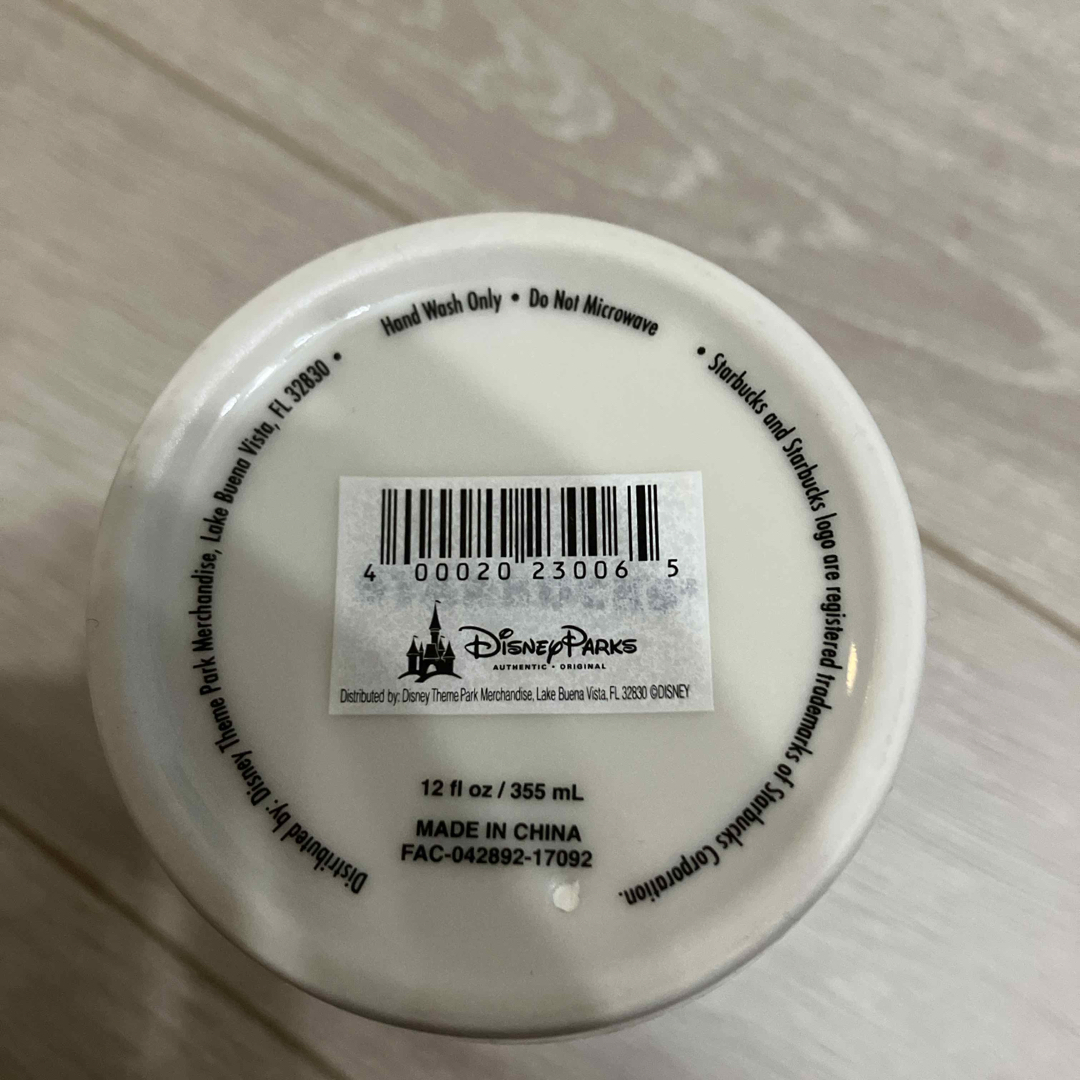 Hand Wash Only • Do Not Microwave
• Starbucks and Starbucks logo are registered trademarks of Starbucks Corporation.
Distributed by: Disney Theme Park Merchandise, Lake Buena Vista, FL 32830 •
4 00020 23006 5
Disney Parks
AUTHENTIC • ORIGINAL
Distributed by: Disney Theme Park Merchandise, Lake Buena Vista, FL 32830 ©DISNEY
12 fl oz / 355 mL
MADE IN CHINA
FAC-042892-17092